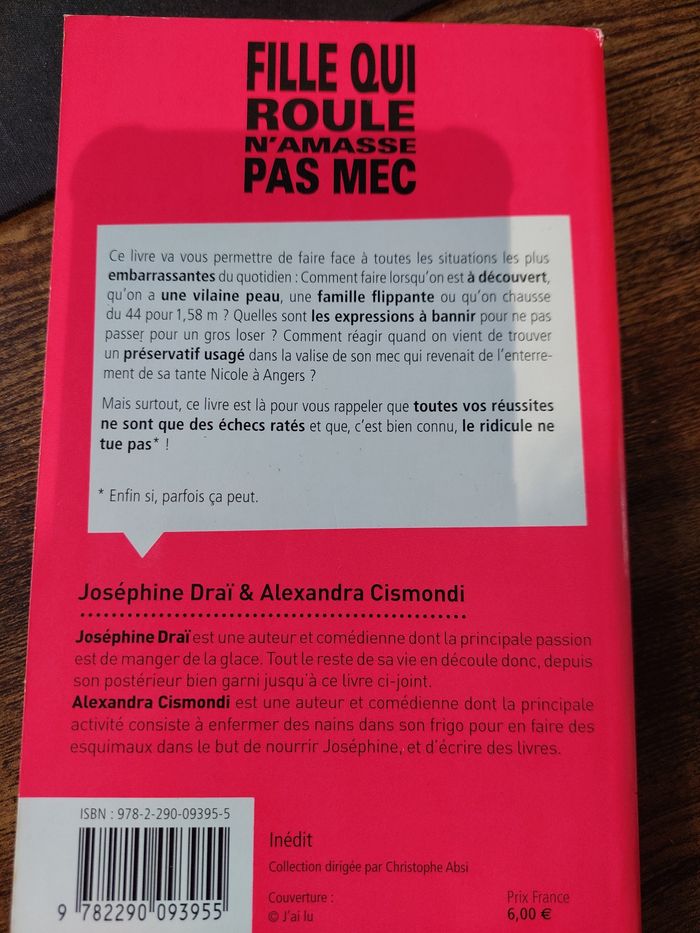 FILLE QUI
ROULE
N'AMASSE
PAS MEC
Ce livre va vous permettre de faire face à toutes les situations les plus
embarrassantes du quotidien : Comment faire lorsqu'on est à découvert,
qu'on a une vilaine peau, une famille flippante ou qu'on chausse
du 44 pour 1,58 m ? Quelles sont les expressions à bannir pour ne pas
passer pour un gros loser ? Comment réagir quand on vient de trouver
un préservatif usagé dans la valise de son mec qui revenait de l'enterre-
ment de sa tante Nicole à Angers ?
Mais surtout, ce livre est là pour vous rappeler que toutes vos réussites
ne sont que des échecs ratés et que, c'est bien connu, le ridicule ne
tue pas* !
* Enfin si, parfois ça peut.
Joséphine Draï & Alexandra Cismondi
Joséphine Draï est une auteur et comédienne dont la principale passion
est de manger de la glace. Tout le reste de sa vie en découle donc, depuis
son postérieur bien garni jusqu'à ce livre ci-joint.
Alexandra Cismondi est une auteur et comédienne dont la principale
activité consiste à enfermer des nains dans son frigo pour en faire des
esquimaux dans le but de nourrir Joséphine, et d'écrire des livres.
ISBN : 978-2-290-09395-5
9 782290 093955
Inédit
Collection dirigée par Christophe Absi
Couverture :
© J'ai lu
Prix France
6,00 €